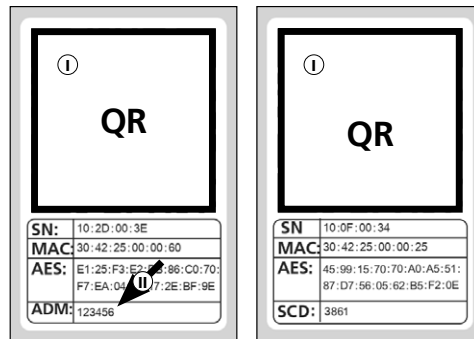 I
QR
SN: 10:2D:00:3E
MAC: 30:42:25:00:00:60
AES: E1:25:F3:E2: :86:C0:70:
F7:EA:04 7:2E:BF:9E
II
ADM: 123456
I
QR
SN 10:0F:00:34
MAC: 30:42:25:00:00:25
AES: 45:99:15:70:70:A0:A5:51:
87:D7:56:05:62:B5:F2:0E
SCD: 3861